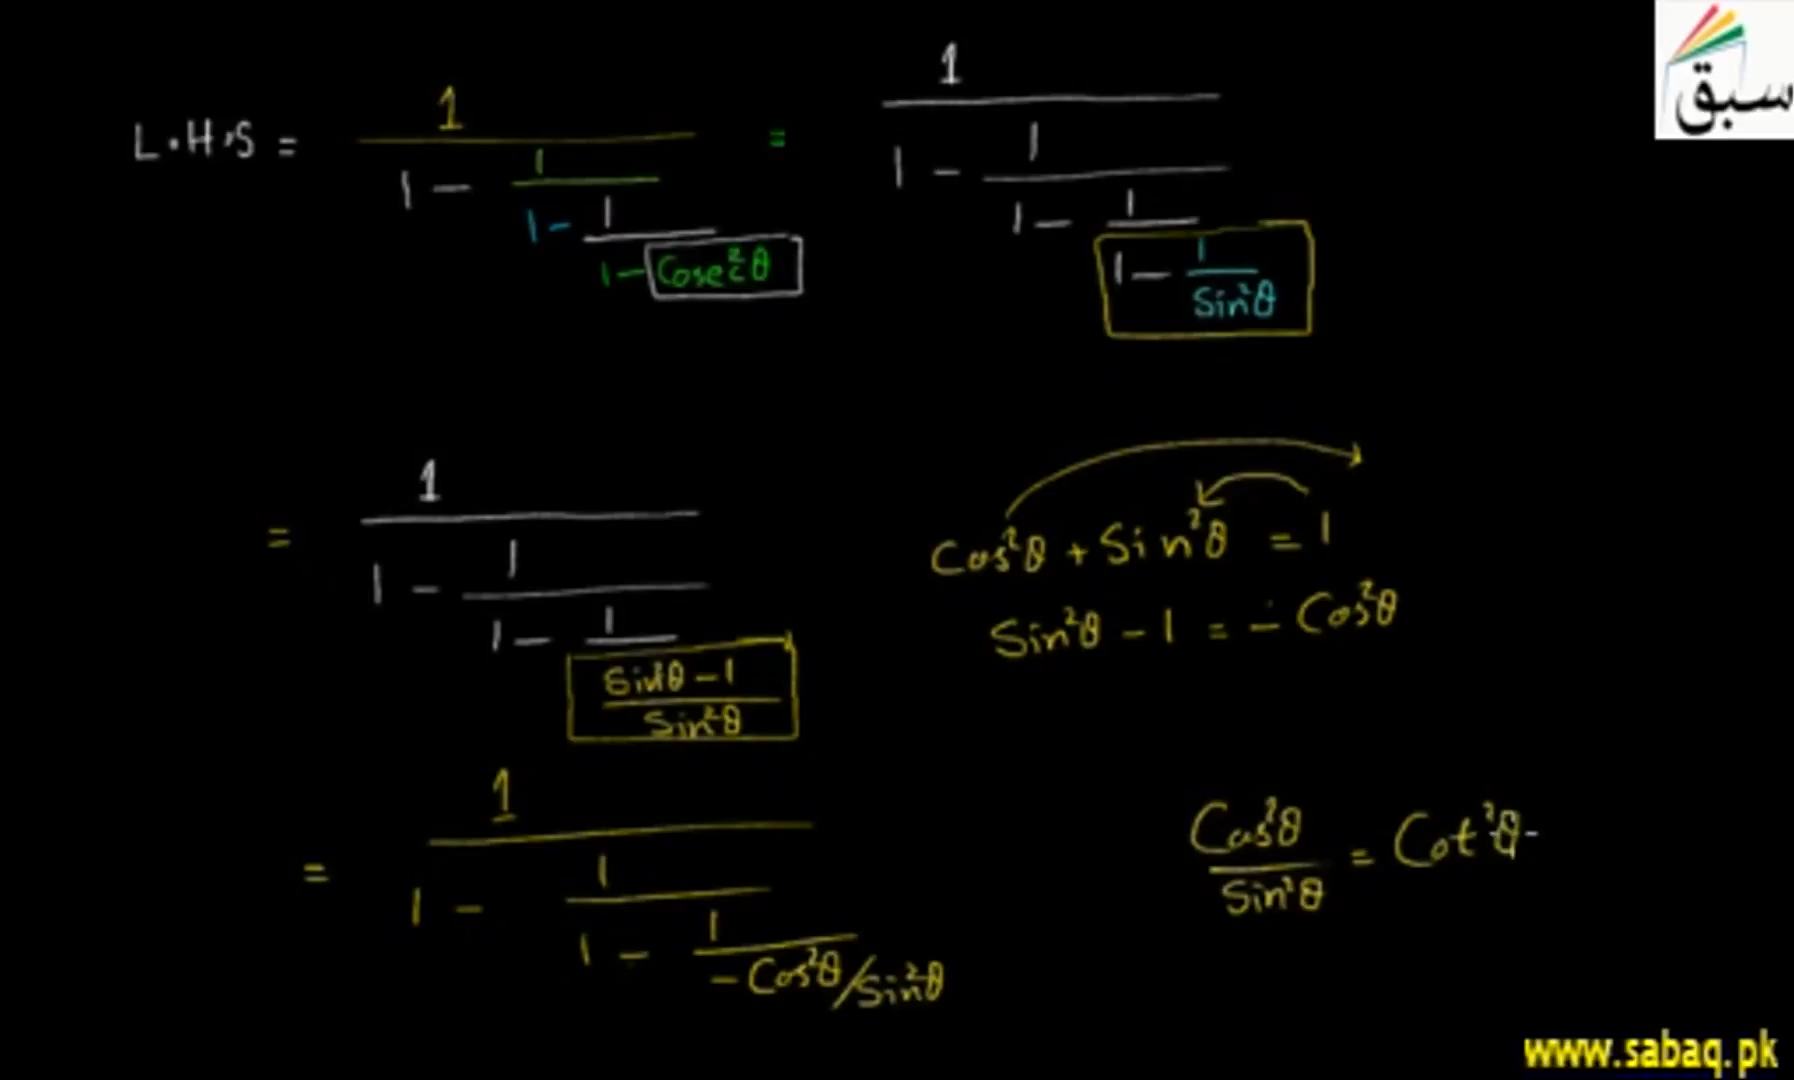 سبق
L.H.S = 1 / (1 - 1 / (1 - 1 / (1 - Cosec²θ))) = 1 / (1 - 1 / (1 - 1 / (1 - 1 / Sin²θ)))
= 1 / (1 - 1 / (1 - 1 / ((Sin²θ - 1) / Sin²θ)))
Cos²θ + Sin²θ = 1
Sin²θ - 1 = - Cos²θ
= 1 / (1 - 1 / (1 - 1 / (- Cos²θ/Sin²θ)))
Cos²θ / Sin²θ = Cot²θ
www.sabaq.pk